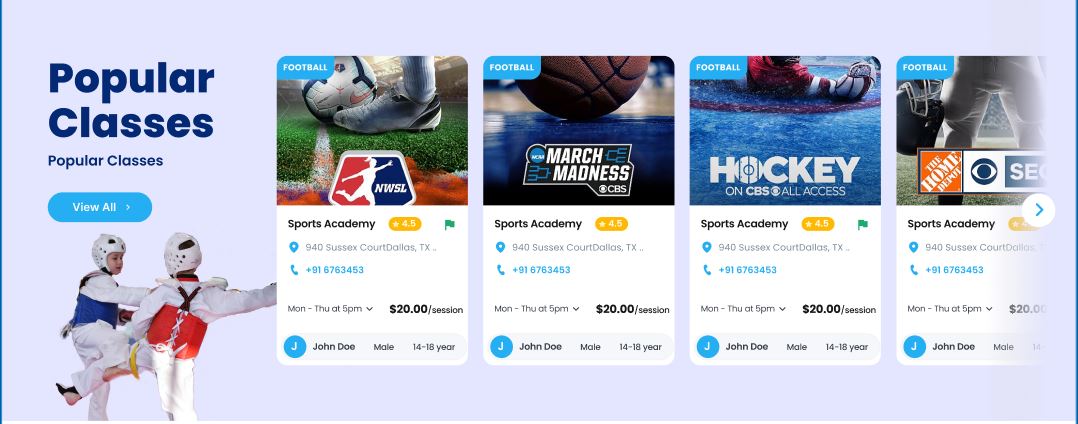 Popular
Classes
Popular Classes
View All
FOOTBALL
NWSL
Sports Academy
4.5
940 Sussex CourtDallas, TX ..
+91 6763453
Mon - Thu at 5pm
$20.00/session
J
John Doe
Male
14-18 year
FOOTBALL
NCAA
MARCH
MADNESS
CBS
Sports Academy
4.5
940 Sussex CourtDallas, TX ..
+91 6763453
Mon - Thu at 5pm
$20.00/session
J
John Doe
Male
14-18 year
FOOTBALL
HOCKEY
ON CBS ALL ACCESS
Sports Academy
4.5
940 Sussex CourtDallas, TX ..
+91 6763453
Mon - Thu at 5pm
$20.00/session
J
John Doe
Male
14-18 year
FOOTBALL
THE
HOME
DEPOT
SEC
Sports Academy
940 Sussex CourtDallas, TX
+91 6763453
Mon - Thu at 5pm
$20.00
J
John Doe
Male
14-